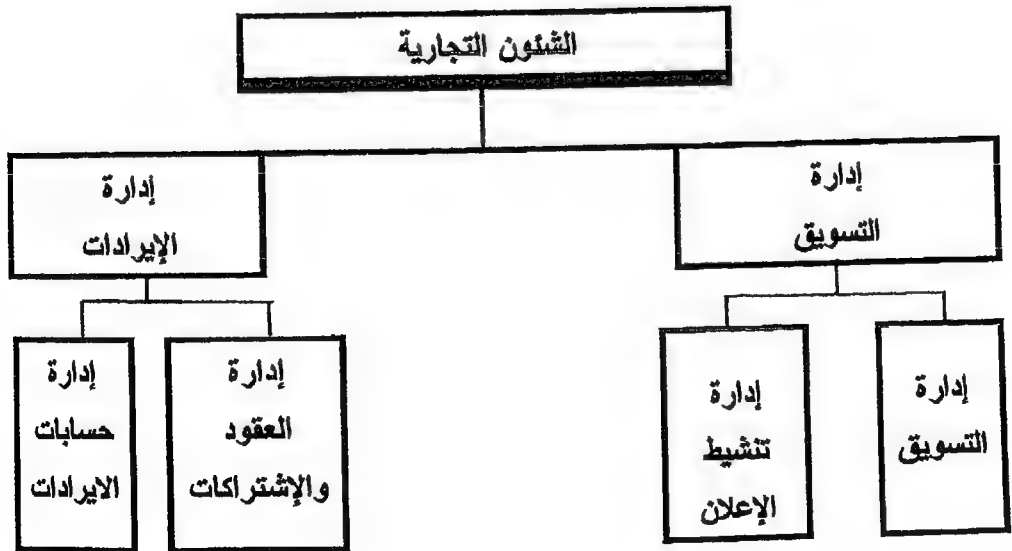 الشئون التجارية
إدارة
التسويق
إدارة
الإيرادات
إدارة
التسويق
إدارة
تنشيط
الإعلان
إدارة
العقود
والإشتراكات
إدارة
حسابات
الايرادات